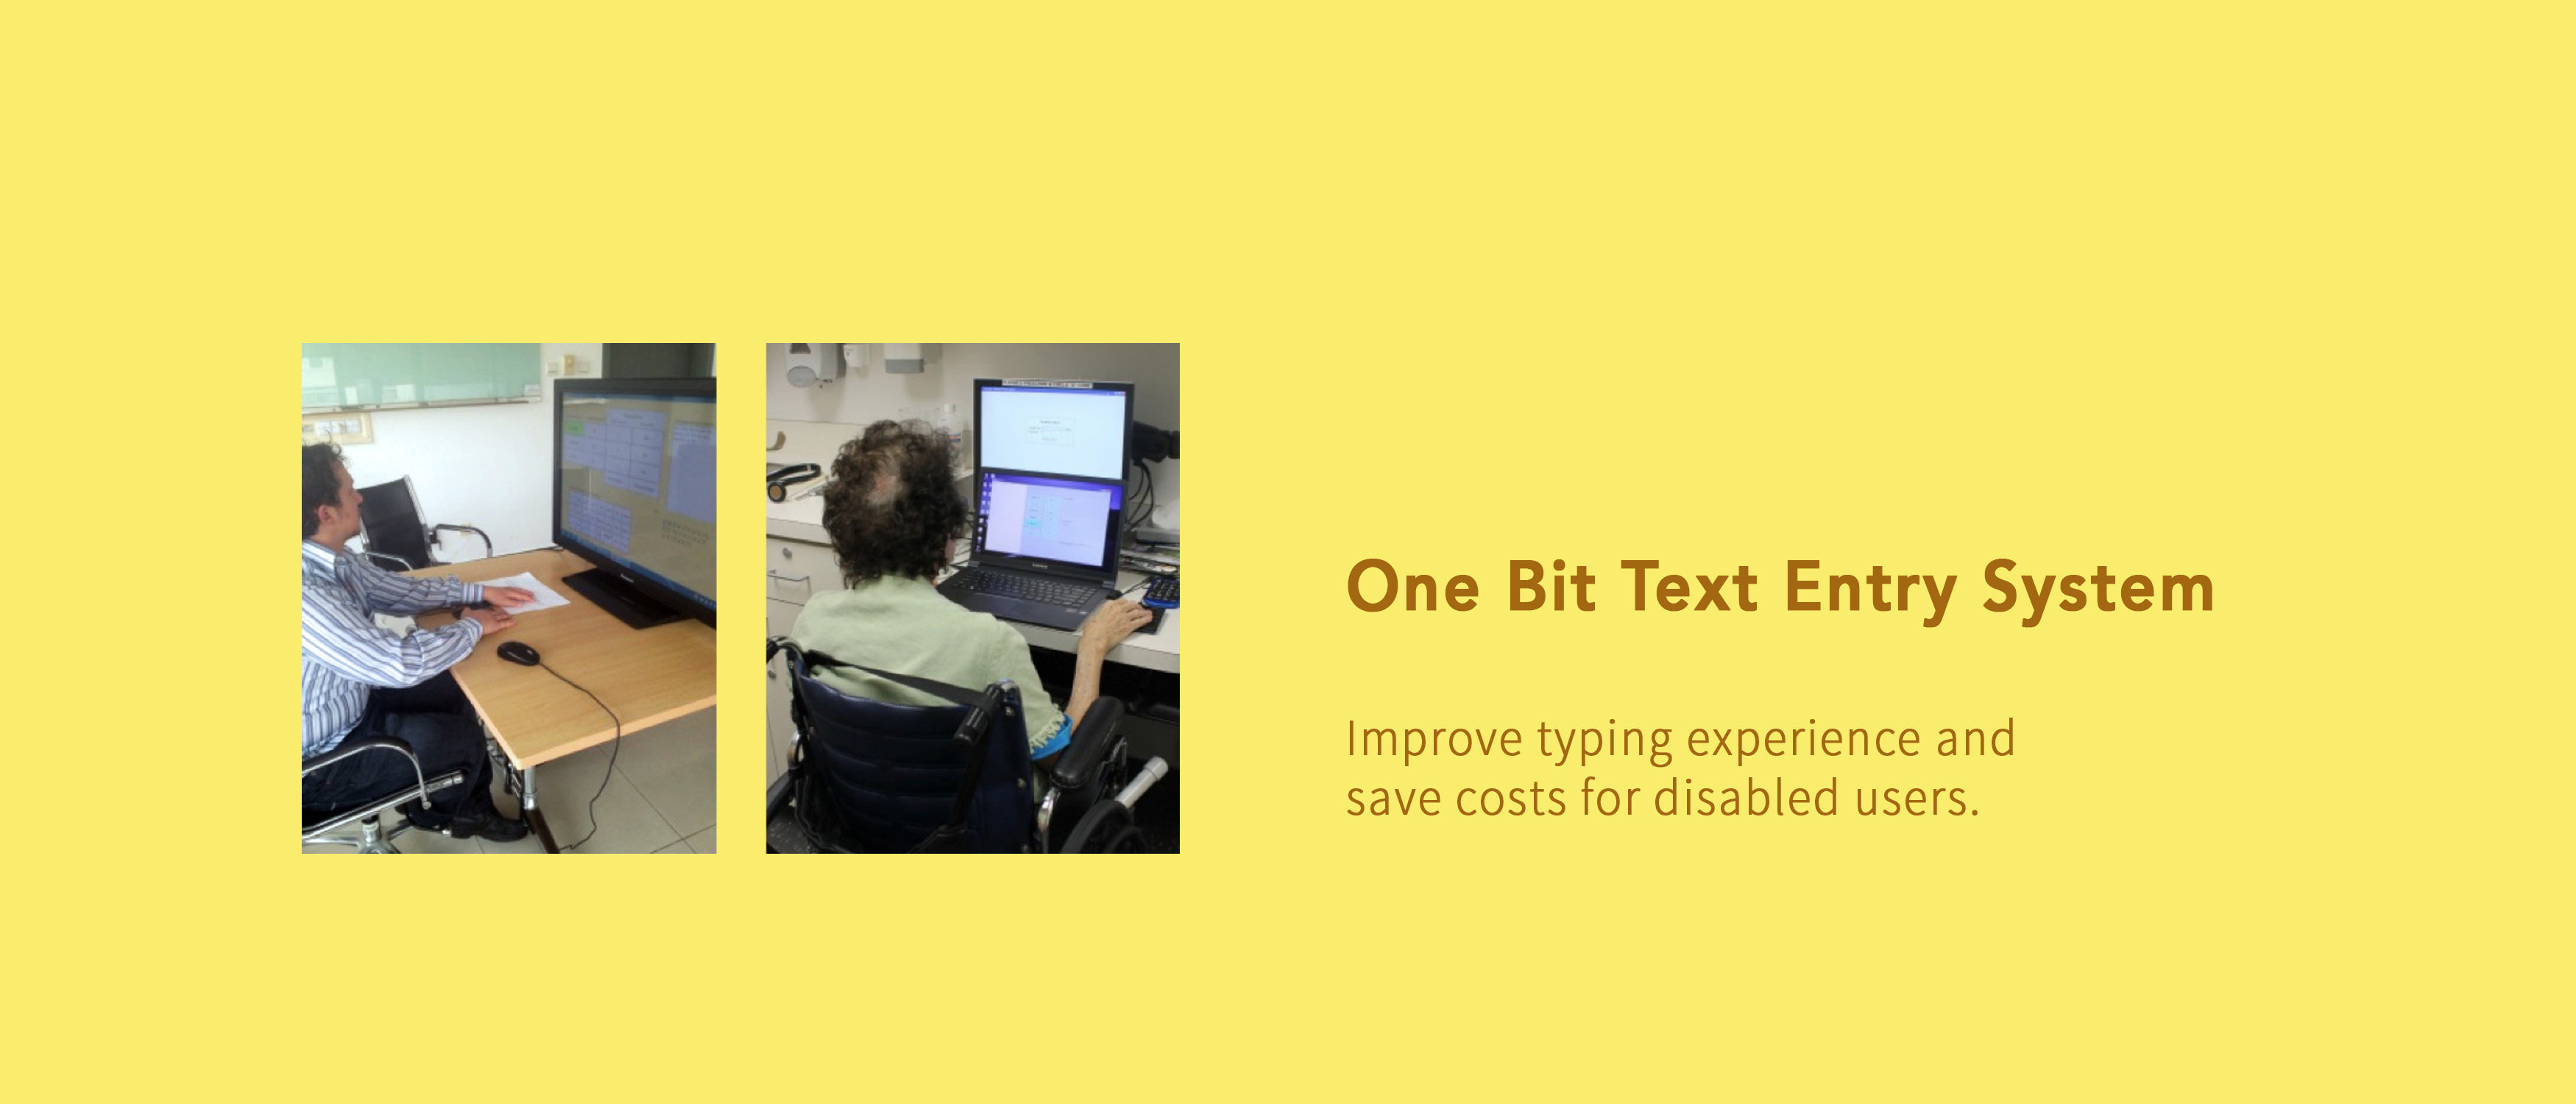 One Bit Text Entry System
Improve typing experience and
save costs for disabled users.